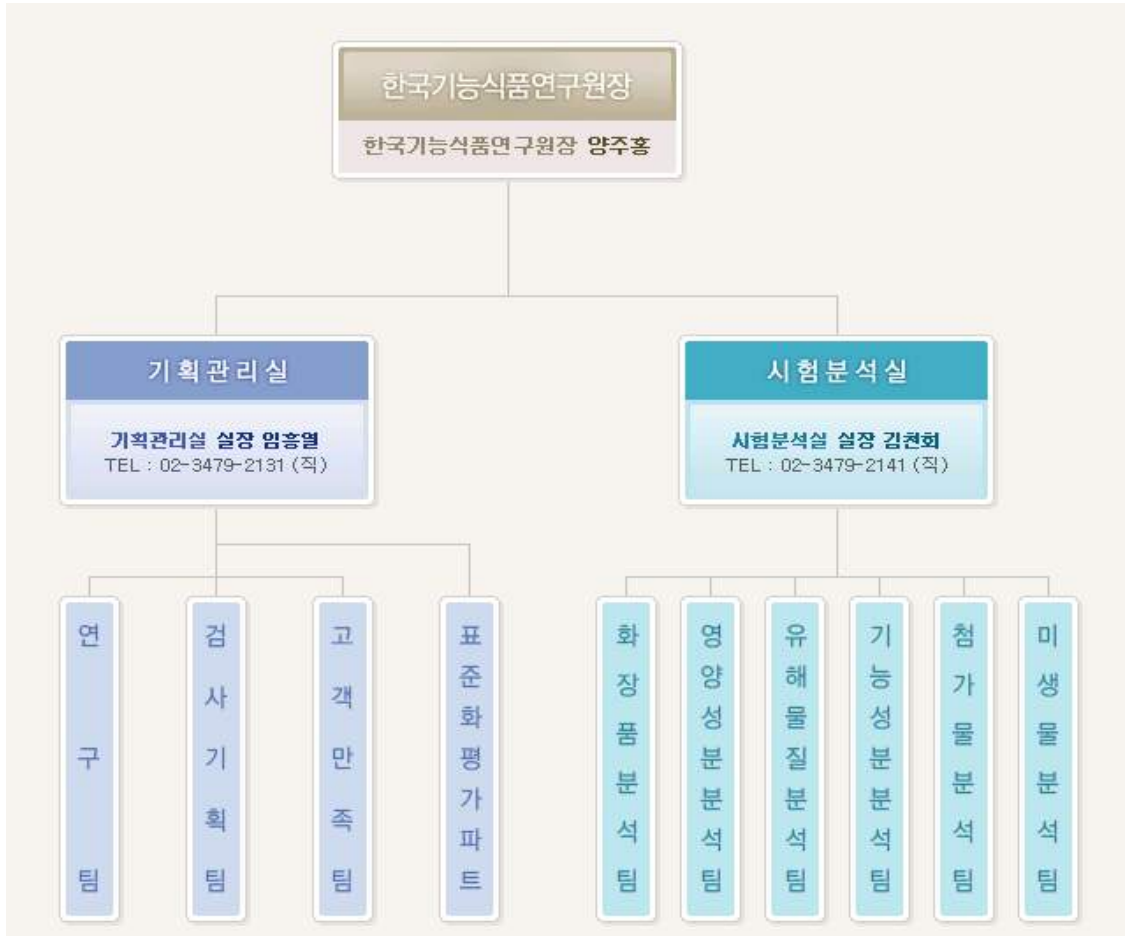 한국기능식품연구원장
한국기능식품연구원장 양주홍
기획관리실
기획관리실 실장 임흥열
TEL : 02-3479-2131 (직)
시험분석실
시험분석실 실장 김천회
TEL : 02-3479-2141 (직)
연구팀
검사기획팀
고객만족팀
표준화평가파트
화장품분석팀
영양성분분석팀
유해물질분석팀
기능성분분석팀
첨가물분석팀
미생물분석팀